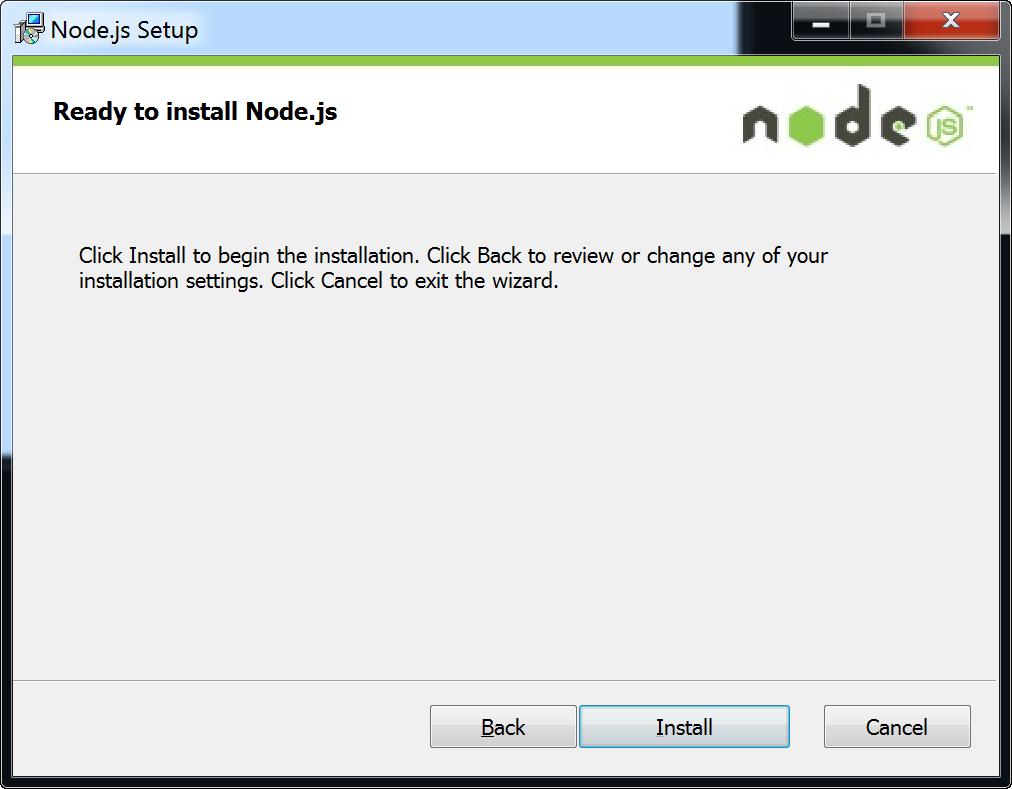 Node.js Setup
Ready to install Node.js
node JS™
Click Install to begin the installation. Click Back to review or change any of your
installation settings. Click Cancel to exit the wizard.
Back
Install
Cancel